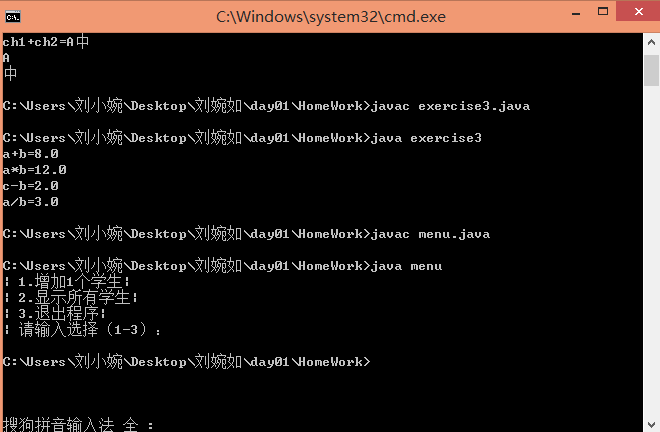 C:\Windows\system32\cmd.exe
ch1+ch2=A中
A
中
C:\Users\刘小婉\Desktop\刘婉如\day01\HomeWork>javac exercise3.java
C:\Users\刘小婉\Desktop\刘婉如\day01\HomeWork>java exercise3
a+b=8.0
a*b=12.0
c-b=2.0
a/b=3.0
C:\Users\刘小婉\Desktop\刘婉如\day01\HomeWork>javac menu.java
C:\Users\刘小婉\Desktop\刘婉如\day01\HomeWork>java menu
¦ 1.增加1个学生¦
¦ 2.显示所有学生¦
¦ 3.退出程序¦
¦ 请输入选择（1-3）：
C:\Users\刘小婉\Desktop\刘婉如\day01\HomeWork>
搜狗拼音输入法 全 :